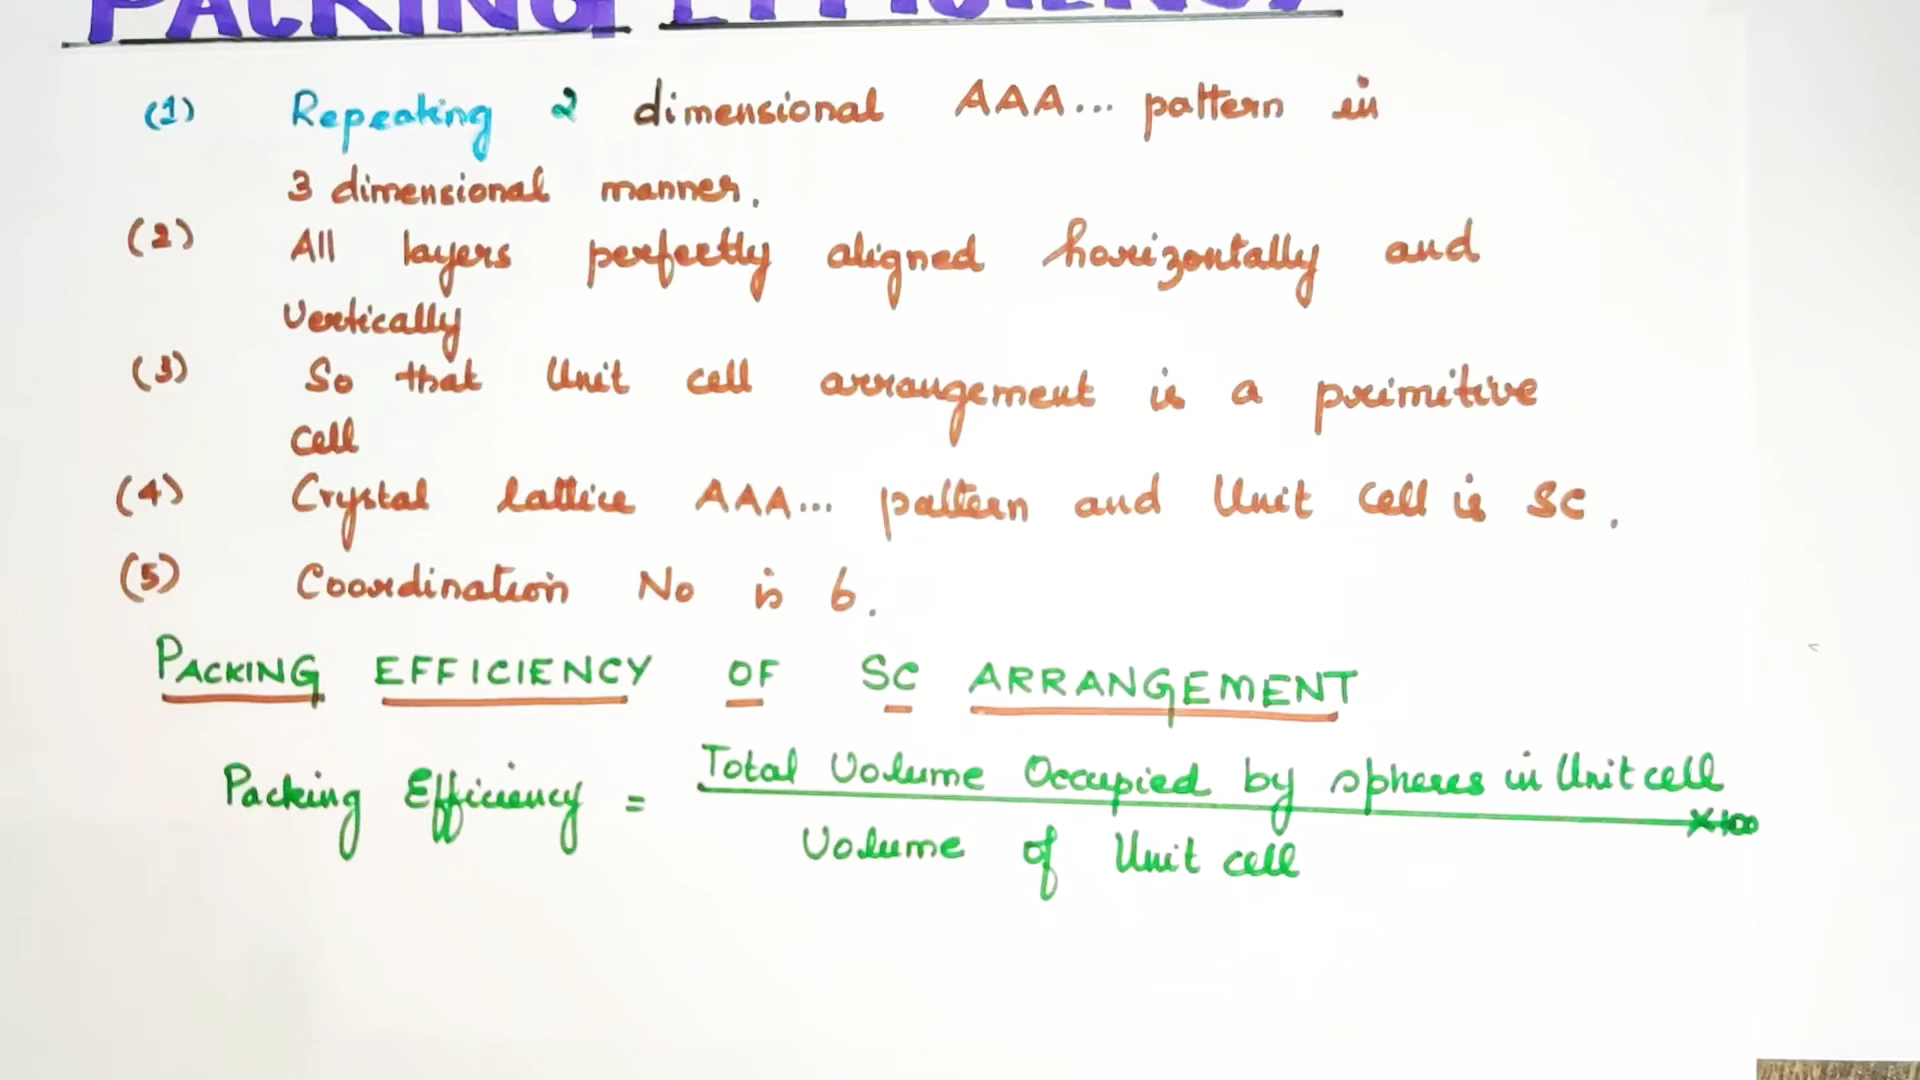 PACKING EFFICIENCY
(1) Repeating 2 dimensional AAA... pattern in
3 dimensional manner.
(2) All layers perfectly aligned horizontally and
Vertically
(3) So that Unit cell arrangement is a primitive
Cell
(4) Crystal lattice AAA... pattern and Unit Cell is SC.
(5) Coordination No is 6.
PACKING EFFICIENCY OF SC ARRANGEMENT
Packing Efficiency = Total Volume Occupied by spheres in Unit cell
×100
Volume of Unit cell